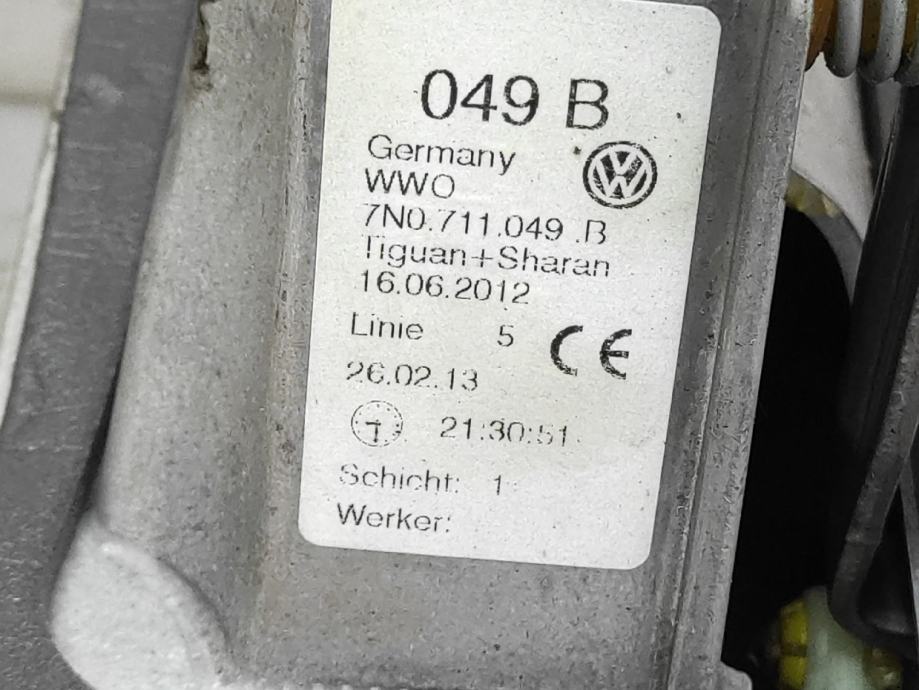 049 B
Germany
WWO
7N0.711.049 .B
Tiguan+Sharan
16.06.2012
Linie 5 CE
26.02.13
21:30:51
Schicht: 1
Werker: